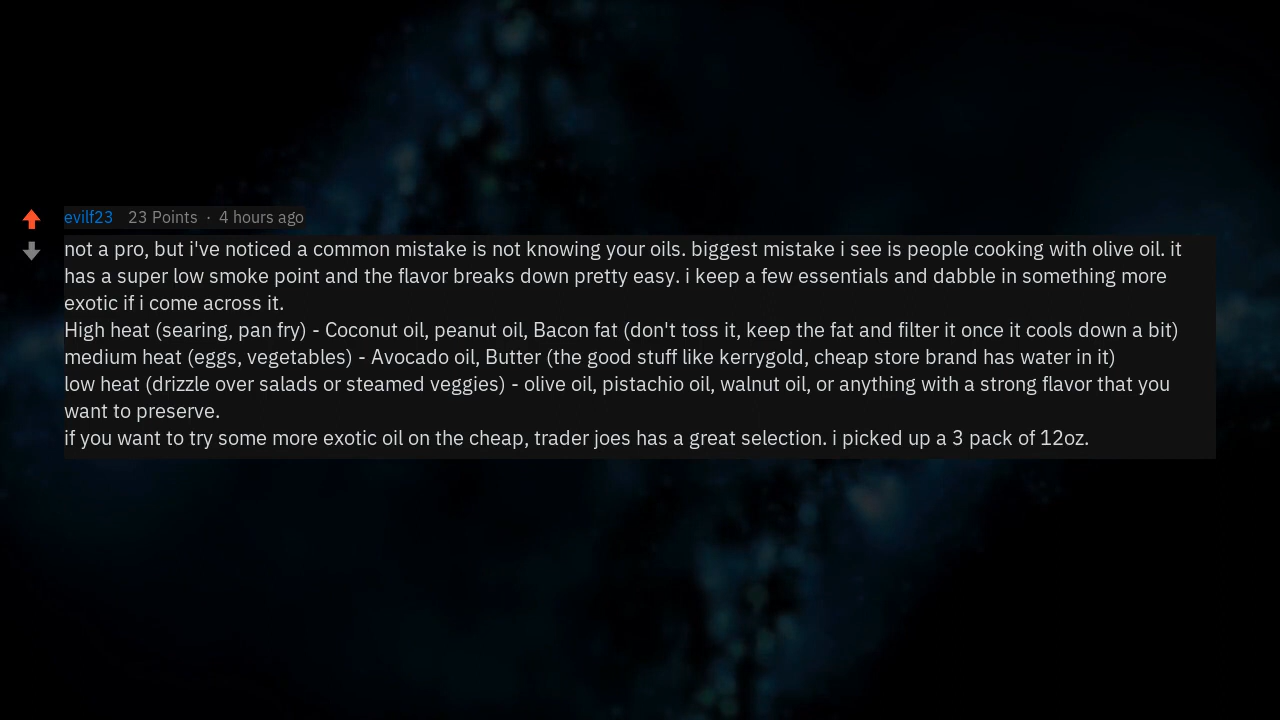 evilf23 23 Points · 4 hours ago
not a pro, but i've noticed a common mistake is not knowing your oils. biggest mistake i see is people cooking with olive oil. it
has a super low smoke point and the flavor breaks down pretty easy. i keep a few essentials and dabble in something more
exotic if i come across it.
High heat (searing, pan fry) - Coconut oil, peanut oil, Bacon fat (don't toss it, keep the fat and filter it once it cools down a bit)
medium heat (eggs, vegetables) - Avocado oil, Butter (the good stuff like kerrygold, cheap store brand has water in it)
low heat (drizzle over salads or steamed veggies) - olive oil, pistachio oil, walnut oil, or anything with a strong flavor that you
want to preserve.
if you want to try some more exotic oil on the cheap, trader joes has a great selection. i picked up a 3 pack of 12oz.